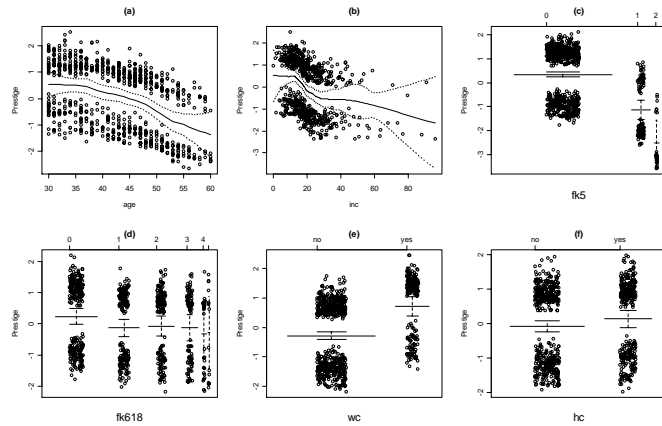 (a)
Prestige
2
1
0
-1
-2
30 35 40 45 50 55 60
age
(b)
Prestige
2
1
0
-1
-2
-3
0 20 40 60 80
inc
(c)
0 1 2
Prestige
2
1
0
-1
-2
-3
fk5
(d)
0 1 2 3 4
Prestige
2
1
0
-1
-2
fk618
(e)
no yes
Prestige
2
1
0
-1
-2
wc
(f)
no yes
Prestige
2
1
0
-1
-2
hc